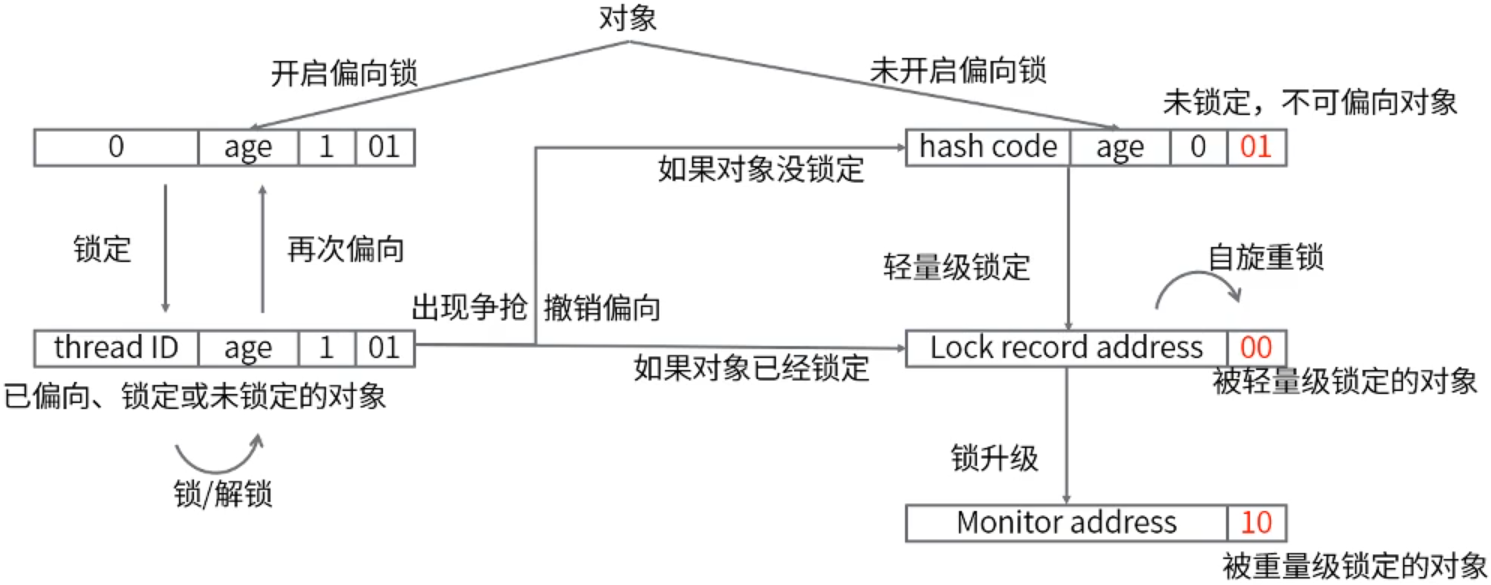 对象
开启偏向锁
未开启偏向锁
未锁定，不可偏向对象
0 age 1 01
hash code age 0 01
如果对象没锁定
锁定
再次偏向
轻量级锁定
自旋重锁
出现争抢 撤销偏向
thread ID age 1 01
Lock record address 00
如果对象已经锁定
被轻量级锁定的对象
已偏向、锁定或未锁定的对象
锁升级
锁/解锁
Monitor address 10
被重量级锁定的对象